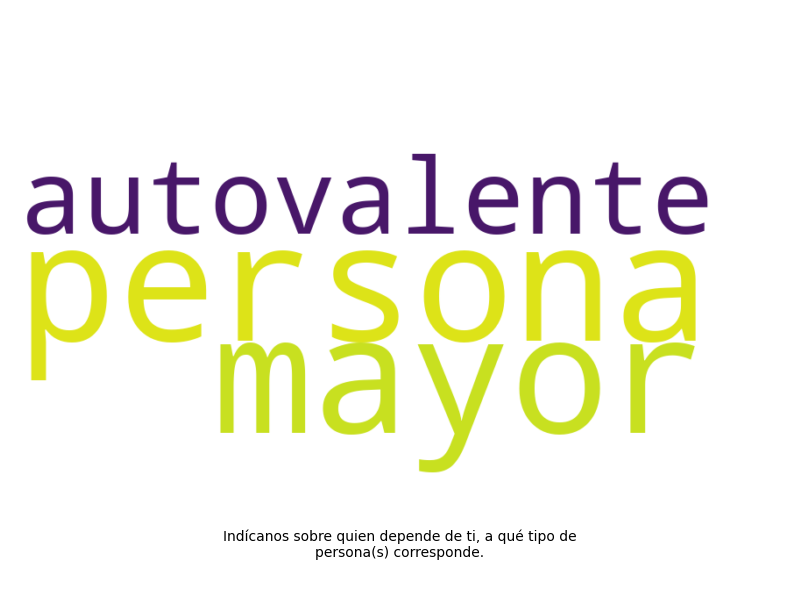 autovalente
persona
mayor
Indícanos sobre quien depende de ti, a qué tipo de
persona(s) corresponde.